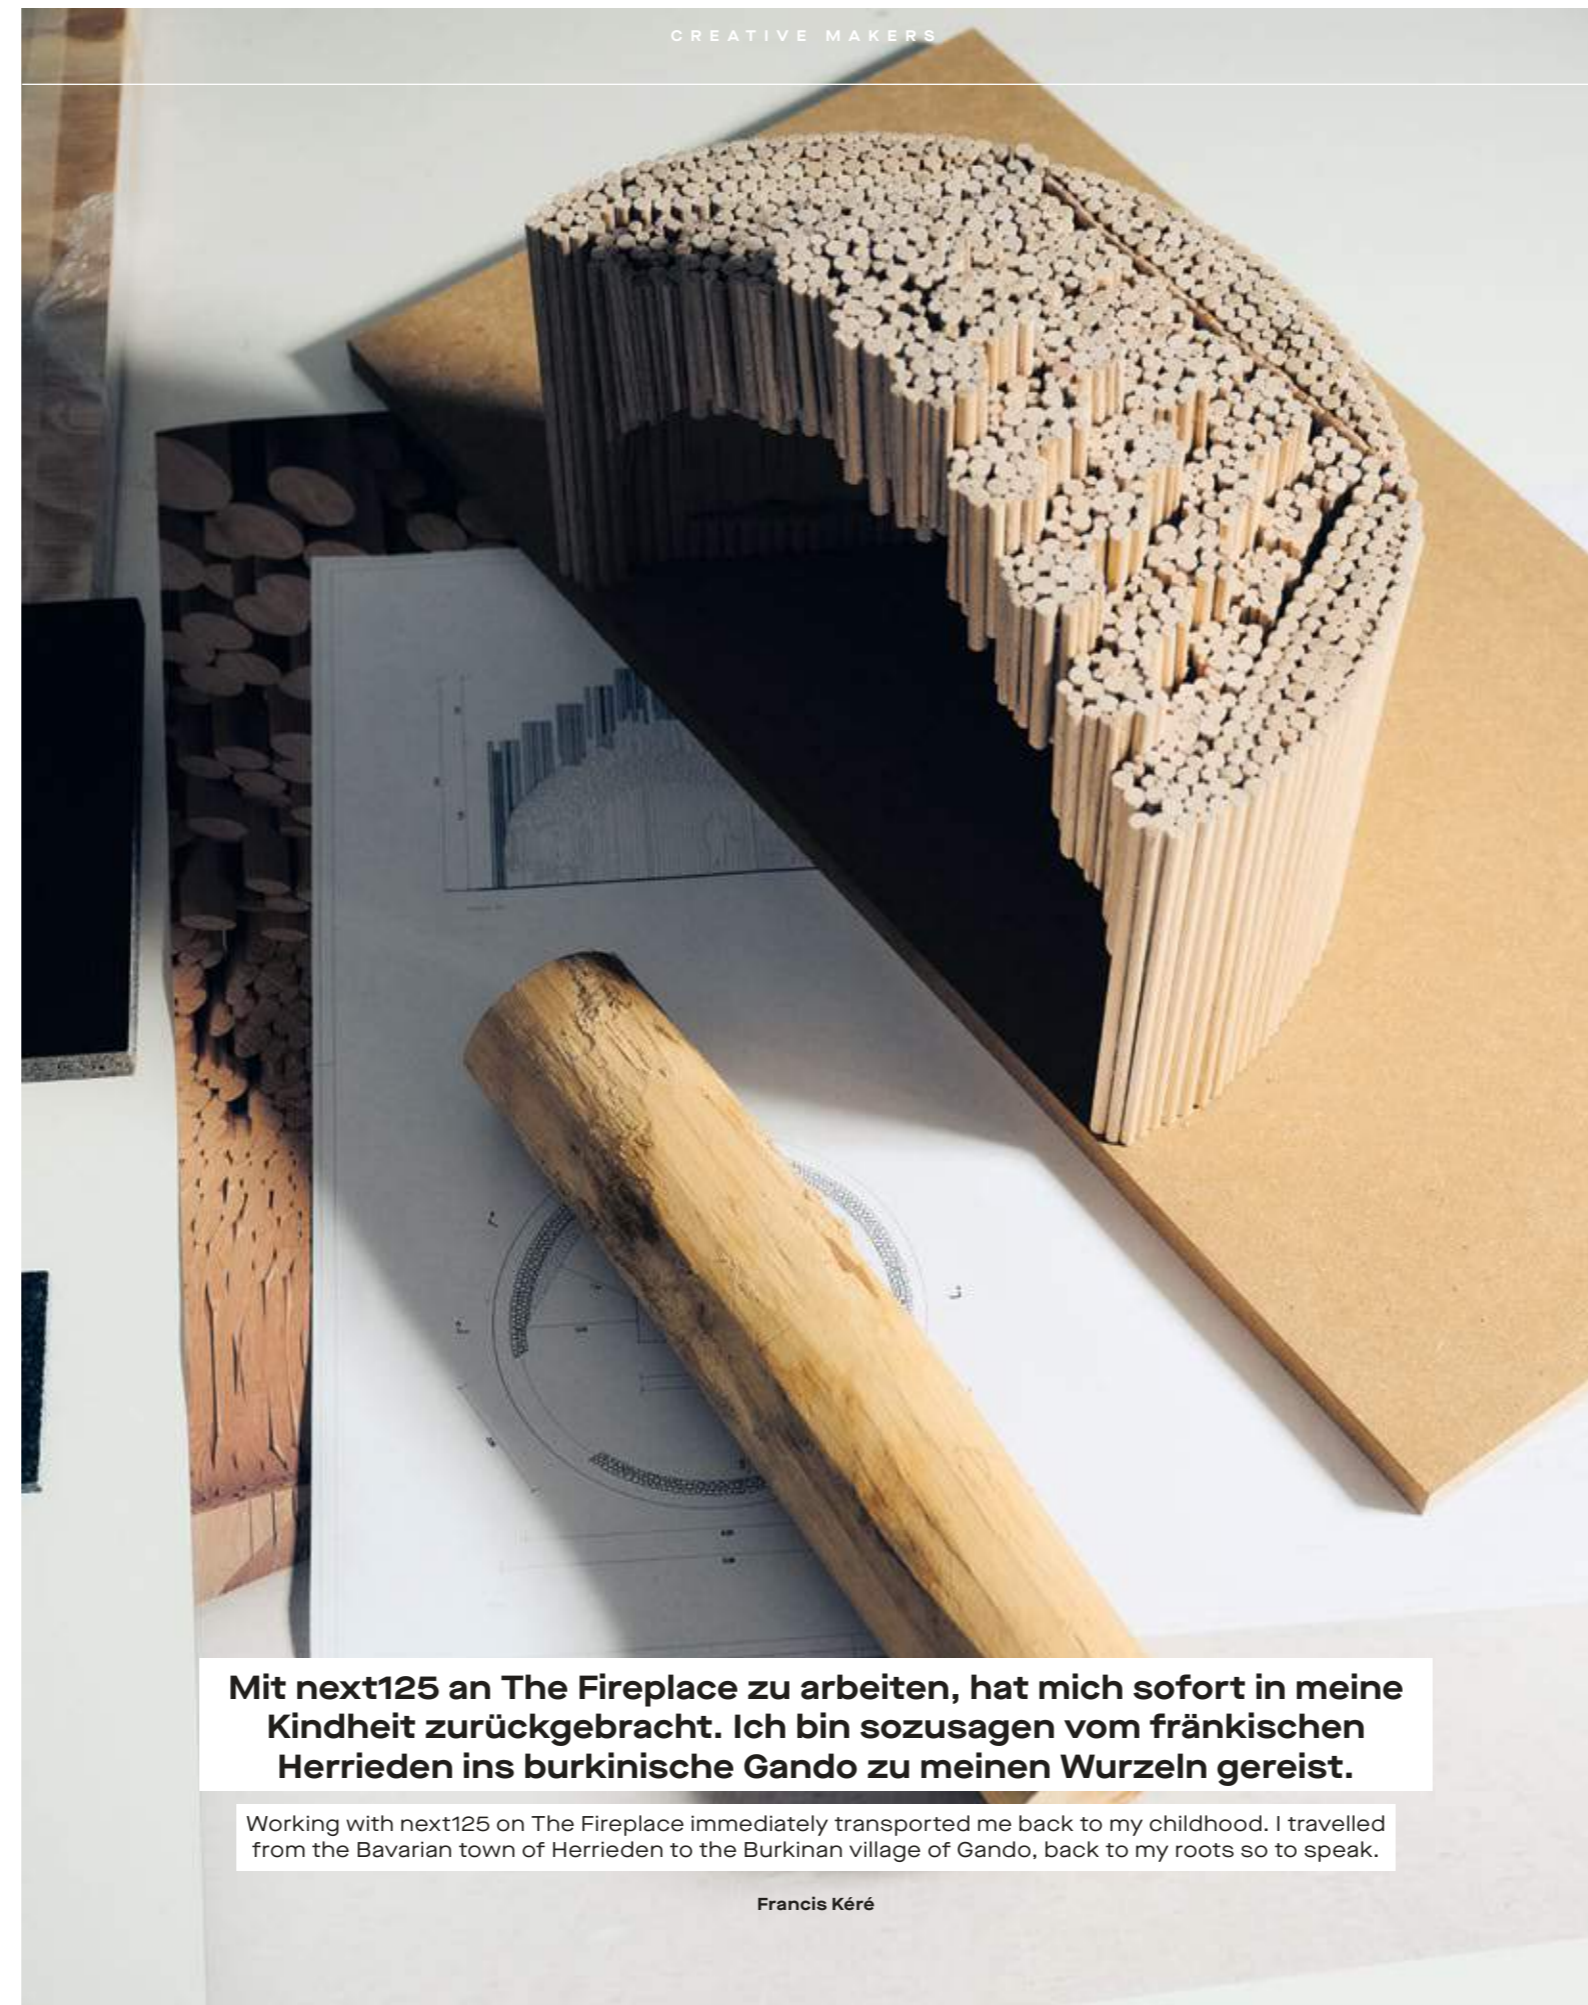 CREATIVE MAKERS
Mit next125 an The Fireplace zu arbeiten, hat mich sofort in meine
Kindheit zurückgebracht. Ich bin sozusagen vom fränkischen
Herrieden ins burkinische Gando zu meinen Wurzeln gereist.
Working with next125 on The Fireplace immediately transported me back to my childhood. I travelled
from the Bavarian town of Herrieden to the Burkinan village of Gando, back to my roots so to speak.
Francis Kéré